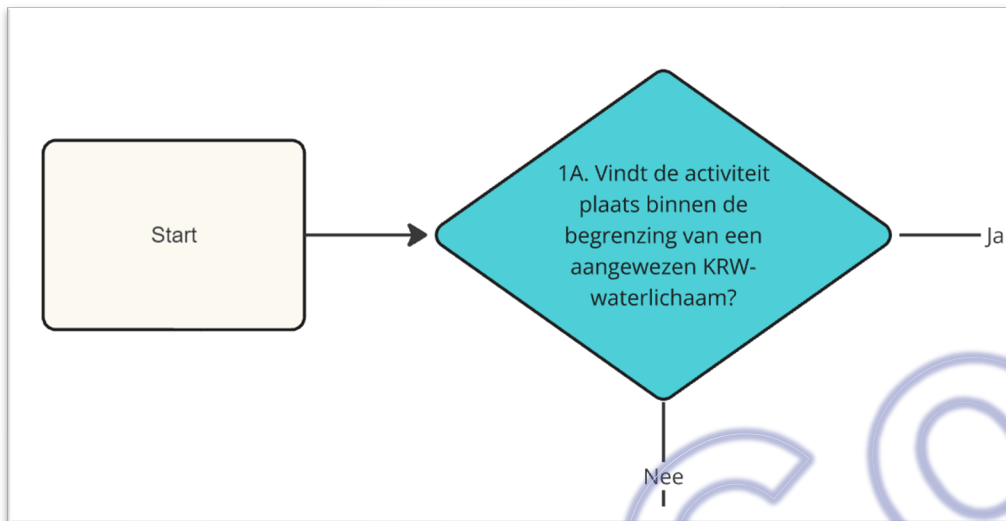 Start
1A. Vindt de activiteit
plaats binnen de
begrenzing van een
aangewezen KRW-
waterlichaam?
Ja
Nee